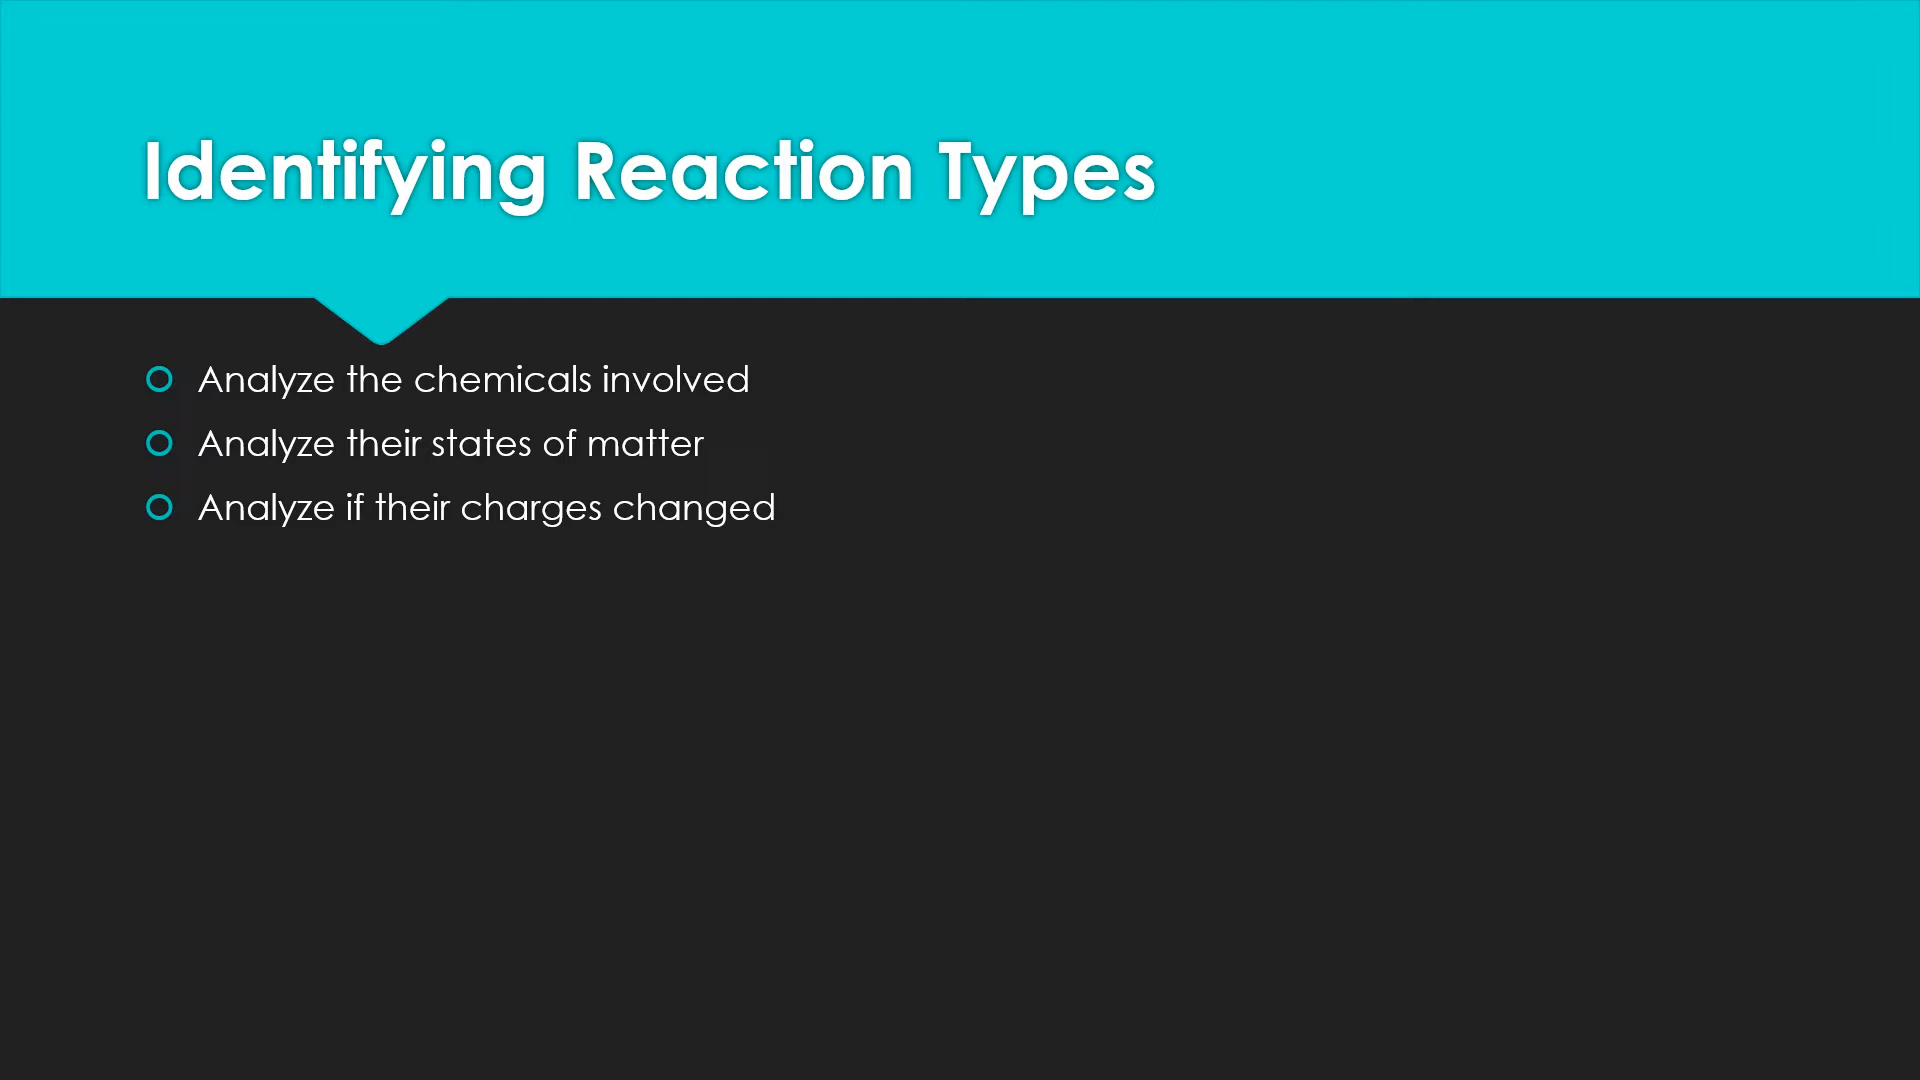 Identifying Reaction Types
Analyze the chemicals involved
Analyze their states of matter
Analyze if their charges changed